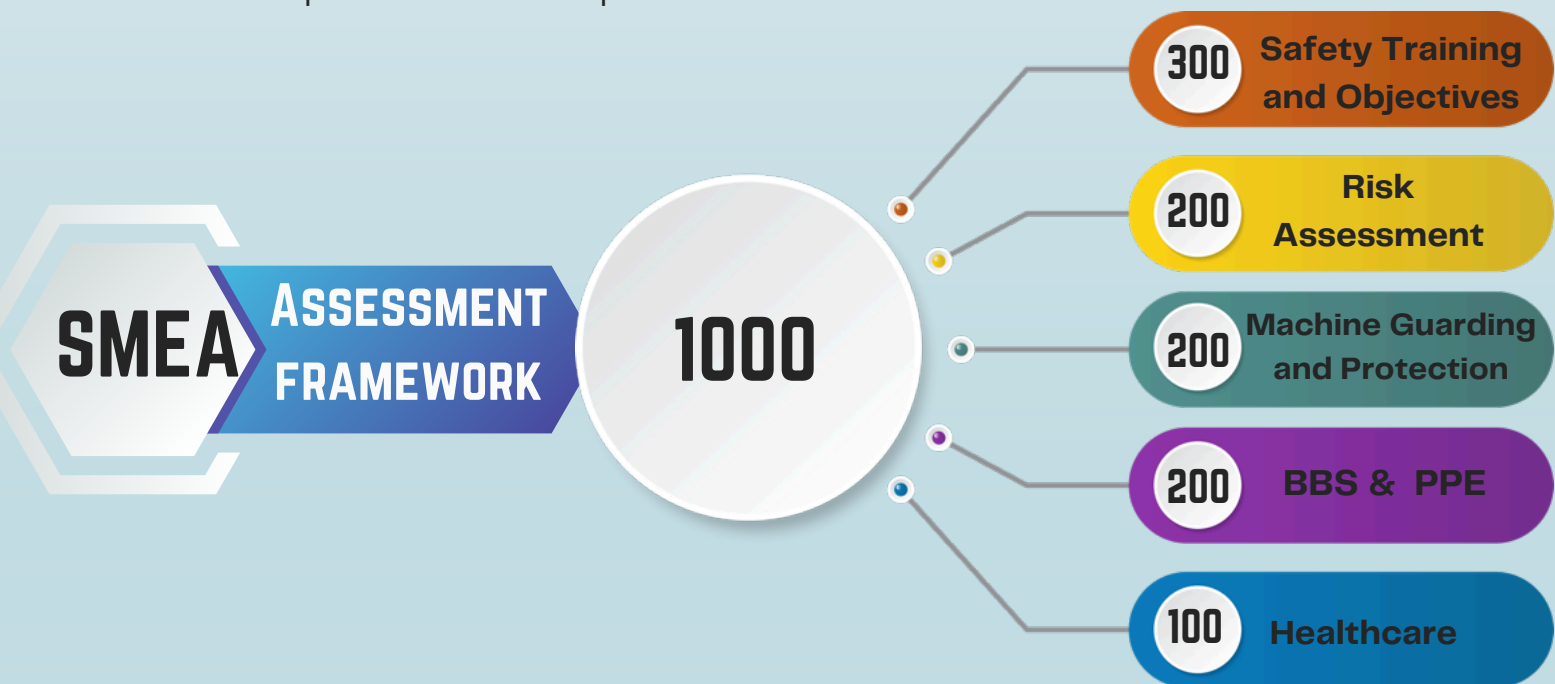 SMEA
Assessment
framework
1000
300
Safety Training
and Objectives
200
Risk
Assessment
200
Machine Guarding
and Protection
200
BBS & PPE
100
Healthcare